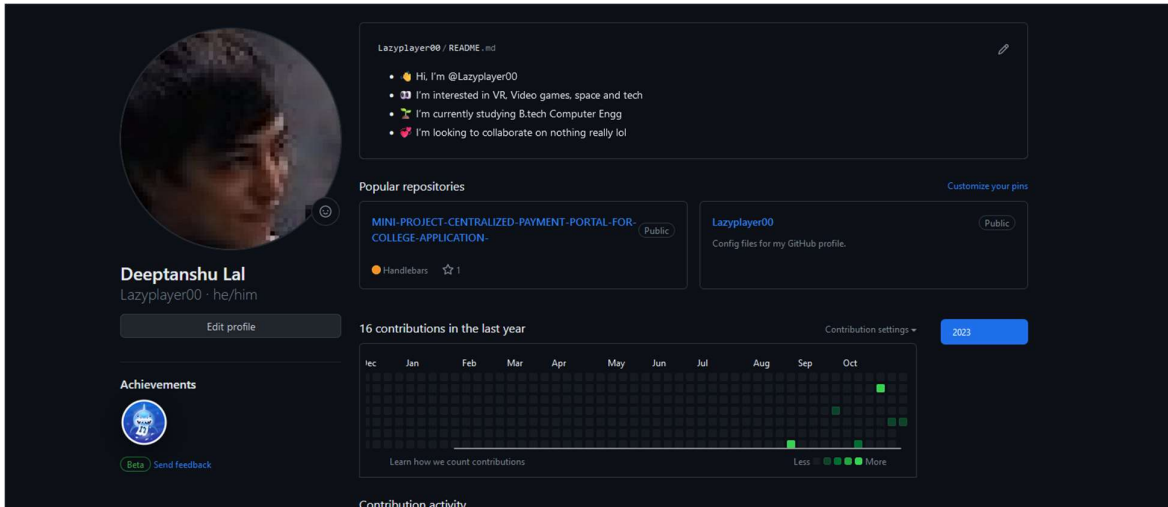 Lazyplayer00/README.md
Hi, I'm @Lazyplayer00
I'm interested in VR, Video games, space and tech
I'm currently studying B.tech Computer Engg
I'm looking to collaborate on nothing really lol
Deeptanshu Lal
Lazyplayer00 · he/him
Edit profile
Achievements
Beta Send feedback
Popular repositories
Customize your pins
MINI-PROJECT-CENTRALIZED-PAYMENT-PORTAL-FOR-
COLLEGE-APPLICATION-
Public
Handlebars 1
Lazyplayer00
Public
Config files for my GitHub profile.
16 contributions in the last year
Contribution settings
2023
Dec Jan Feb Mar Apr May Jun Jul Aug Sep Oct
Learn how we count contributions
Less More
Contribution activity